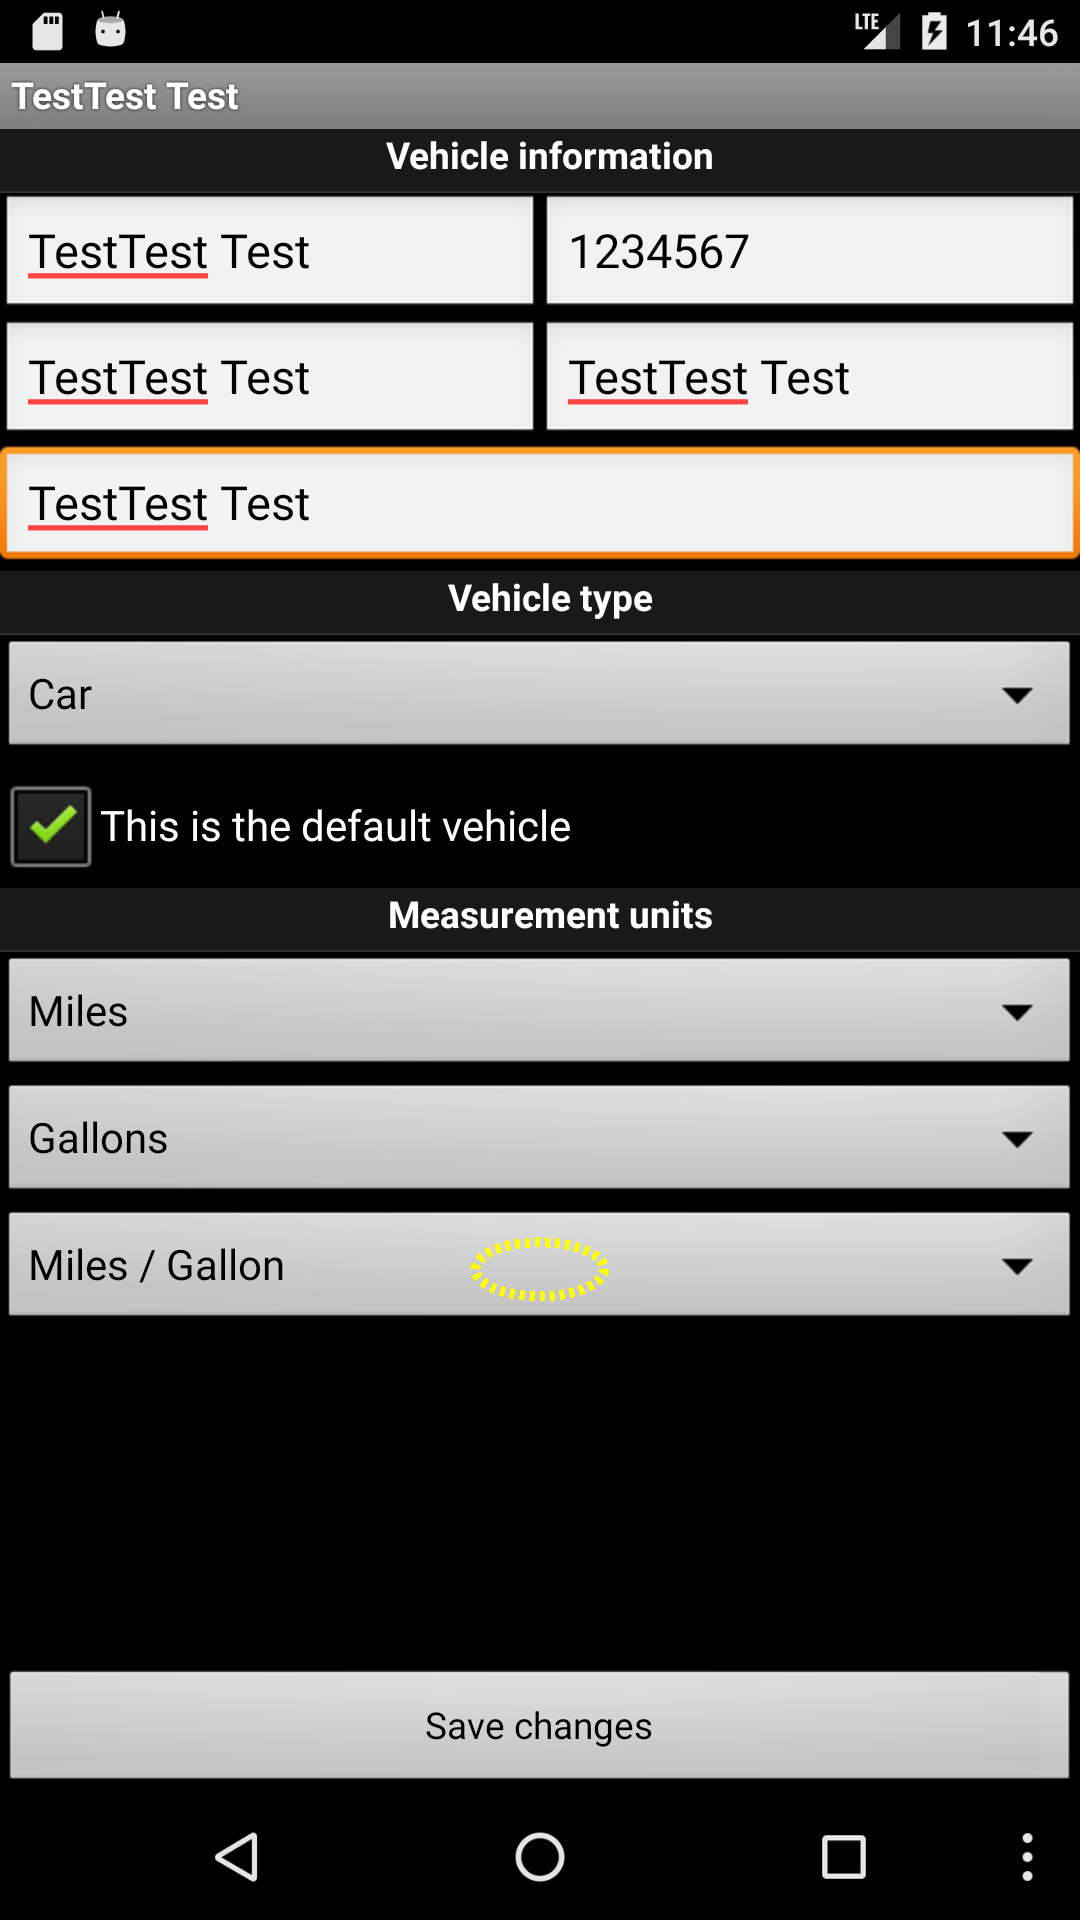 LTE 11:46
TestTest Test
Vehicle information
TestTest Test 1234567
TestTest Test TestTest Test
TestTest Test
Vehicle type
Car
This is the default vehicle
Measurement units
Miles
Gallons
Miles / Gallon
Save changes